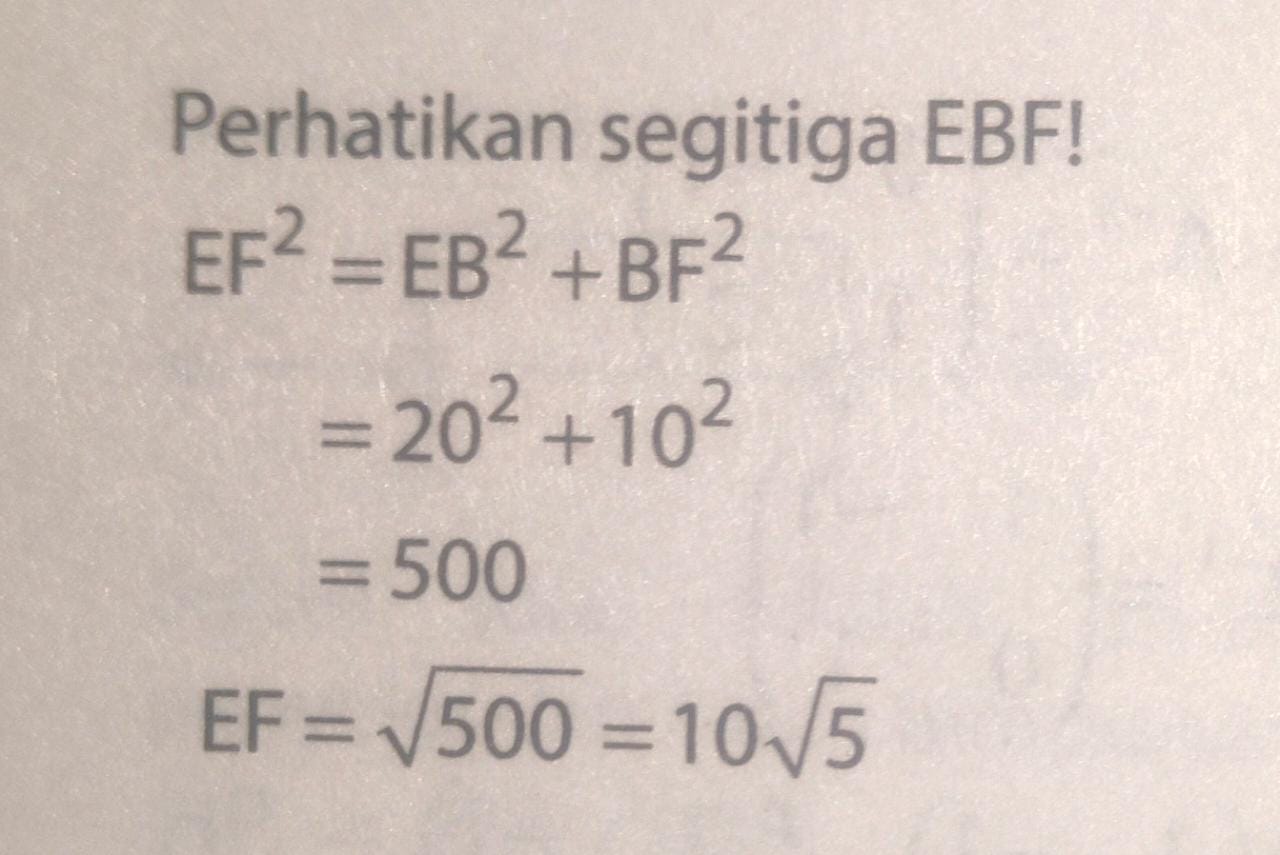 Perhatikan segitiga EBF!
EF² = EB² + BF²
= 20² + 10²
= 500
EF = √500 = 10√5